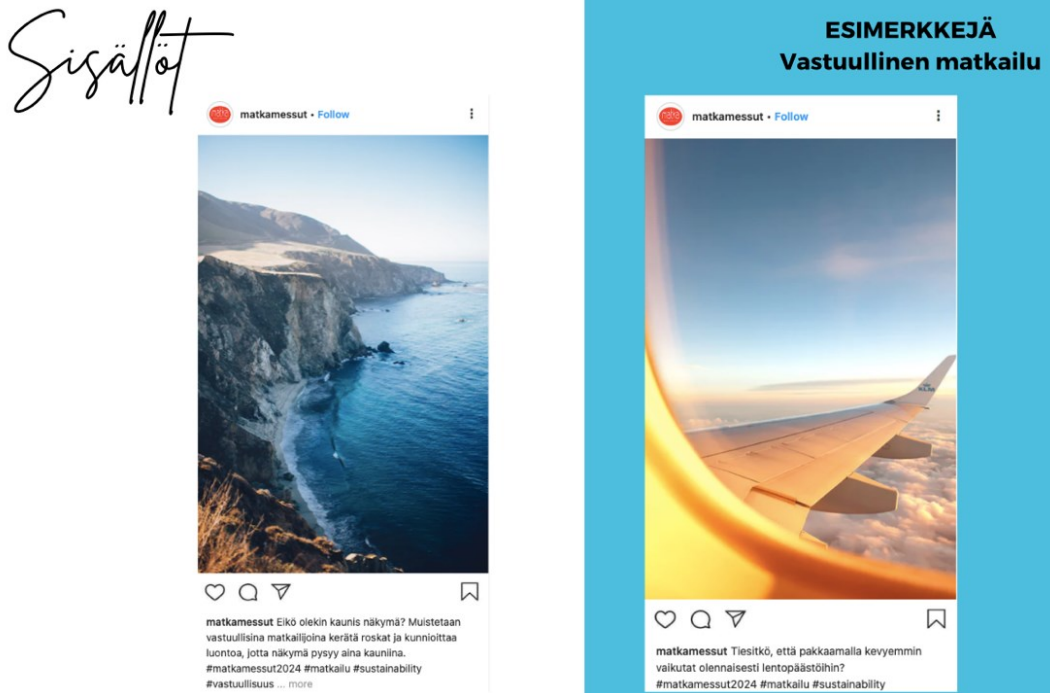 Sisällöt
ESIMERKKEJÄ
Vastuullinen matkailu
matkamessut • Follow
matkamessut Eikö olekin kaunis näkymä? Muistetaan
vastuullisina matkailijoina kerätä roskat ja kunnioittaa
luontoa, jotta näkymä pysyy aina kauniina.
#matkamessut2024 #matkailu #sustainability
#vastuullisuus ... more
matkamessut • Follow
matkamessut Tiesitkö, että pakkaamalla kevyemmin
vaikutat olennaisesti lentopäästöihin?
#matkamessut2024 #matkailu #sustainability